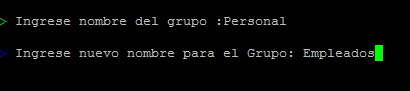 > Ingrese nombre del grupo :Personal
> Ingrese nuevo nombre para el Grupo: Empleados